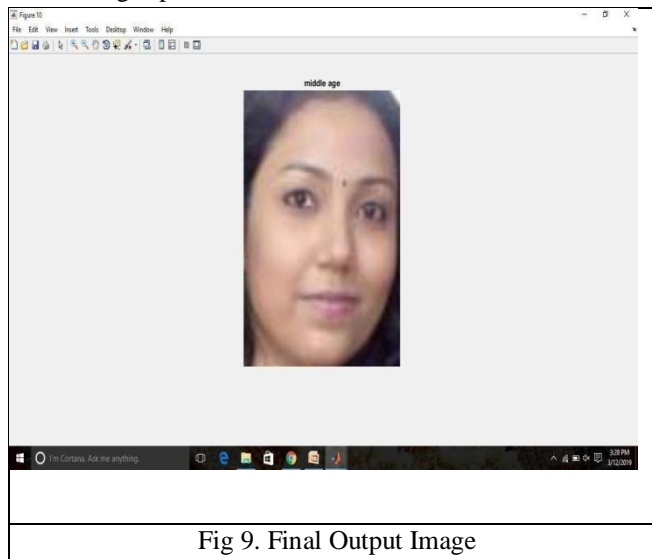 Figure 10
File Edit View Insert Tools Desktop Window Help
middle age
I'm Cortana. Ask me anything.
3:28 PM
3/12/2019
Fig 9. Final Output Image